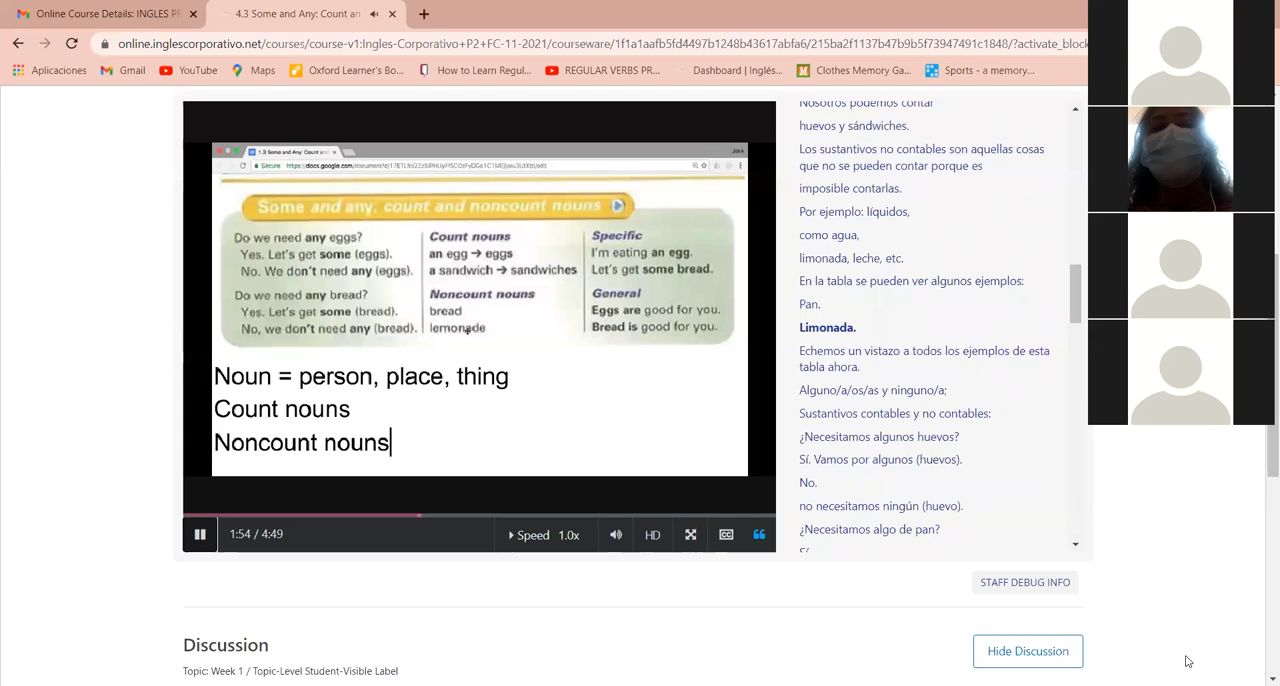 Online Course Details: INGLES P
4.3 Some and Any: Count an
online.inglescorporativo.net/courses/course-v1:Ingles-Corporativo+P2+FC-11-2021/courseware/1f1a1aafb5fd4497b1248b43617abfa6/215ba2f1137b47b9b5f73947491c1848/?activate_block
Aplicaciones
Gmail
YouTube
Maps
Oxford Learner's Bo...
How to Learn Regul...
REGULAR VERBS PR...
Dashboard | Inglés...
Clothes Memory Ga...
Sports - a memory...
Secure
Some and any; count and noncount nouns
Do we need any eggs?
Yes. Let's get some (eggs).
No. We don't need any (eggs).
Do we need any bread?
Yes. Let's get some (bread).
No, we don't need any (bread).
Count nouns
an egg → eggs
a sandwich → sandwiches
Noncount nouns
bread
lemonade
Specific
I'm eating an egg.
Let's get some bread.
General
Eggs are good for you.
Bread is good for you.
Noun = person, place, thing
Count nouns
Noncount nouns
1:54 / 4:49
Speed 1.0x
HD
CC
Nosotros podemos contar
huevos y sándwiches.
Los sustantivos no contables son aquellas cosas
que no se pueden contar porque es
imposible contarlas.
Por ejemplo: líquidos,
como agua,
limonada, leche, etc.
En la tabla se pueden ver algunos ejemplos:
Pan.
Limonada.
Echemos un vistazo a todos los ejemplos de esta
tabla ahora.
Alguno/a/os/as y ninguno/a;
Sustantivos contables y no contables:
¿Necesitamos algunos huevos?
Sí. Vamos por algunos (huevos).
No.
no necesitamos ningún (huevo).
¿Necesitamos algo de pan?
Sí
STAFF DEBUG INFO
Discussion
Hide Discussion
Topic: Week 1 / Topic-Level Student-Visible Label